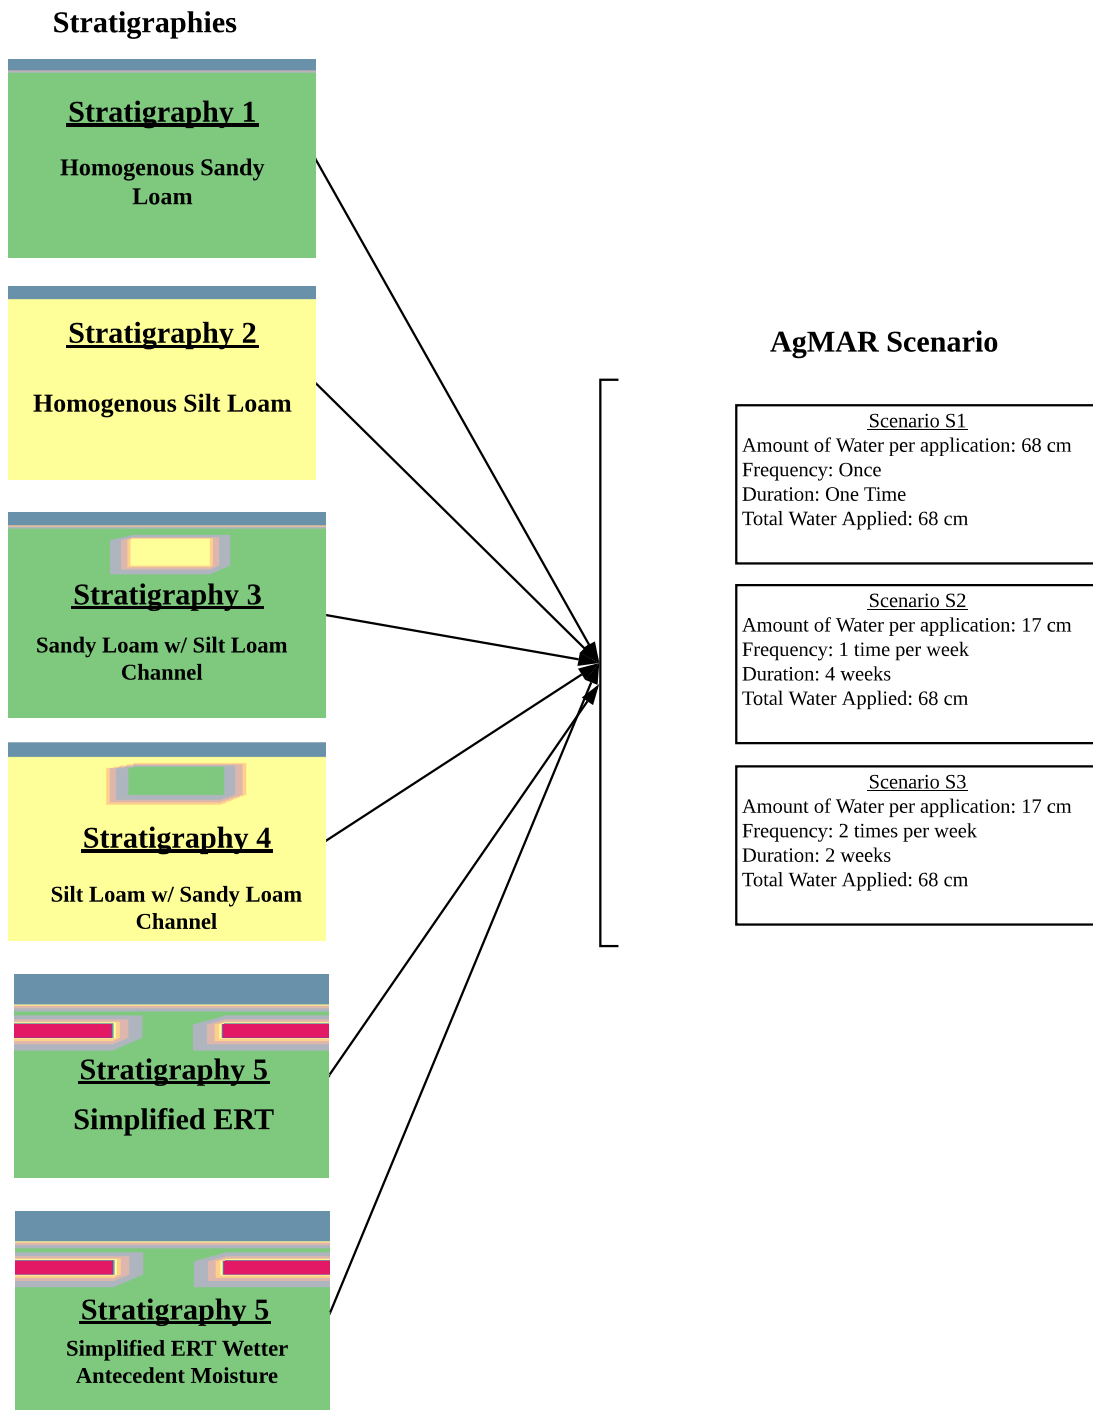 Stratigraphies
Stratigraphy 1
Homogenous Sandy
Loam
Stratigraphy 2
Homogenous Silt Loam
Stratigraphy 3
Sandy Loam w/ Silt Loam
Channel
Stratigraphy 4
Silt Loam w/ Sandy Loam
Channel
Stratigraphy 5
Simplified ERT
Stratigraphy 5
Simplified ERT Wetter
Antecedent Moisture
AgMAR Scenario
Scenario S1
Amount of Water per application: 68 cm
Frequency: Once
Duration: One Time
Total Water Applied: 68 cm
Scenario S2
Amount of Water per application: 17 cm
Frequency: 1 time per week
Duration: 4 weeks
Total Water Applied: 68 cm
Scenario S3
Amount of Water per application: 17 cm
Frequency: 2 times per week
Duration: 2 weeks
Total Water Applied: 68 cm